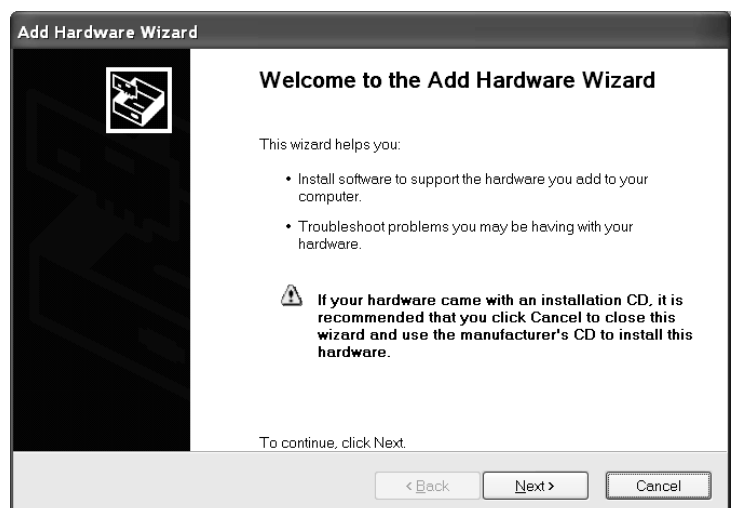 Add Hardware Wizard
Welcome to the Add Hardware Wizard
This wizard helps you:
• Install software to support the hardware you add to your
computer.
• Troubleshoot problems you may be having with your
hardware.
If your hardware came with an installation CD, it is
recommended that you click Cancel to close this
wizard and use the manufacturer's CD to install this
hardware.
To continue, click Next.
< Back Next > Cancel